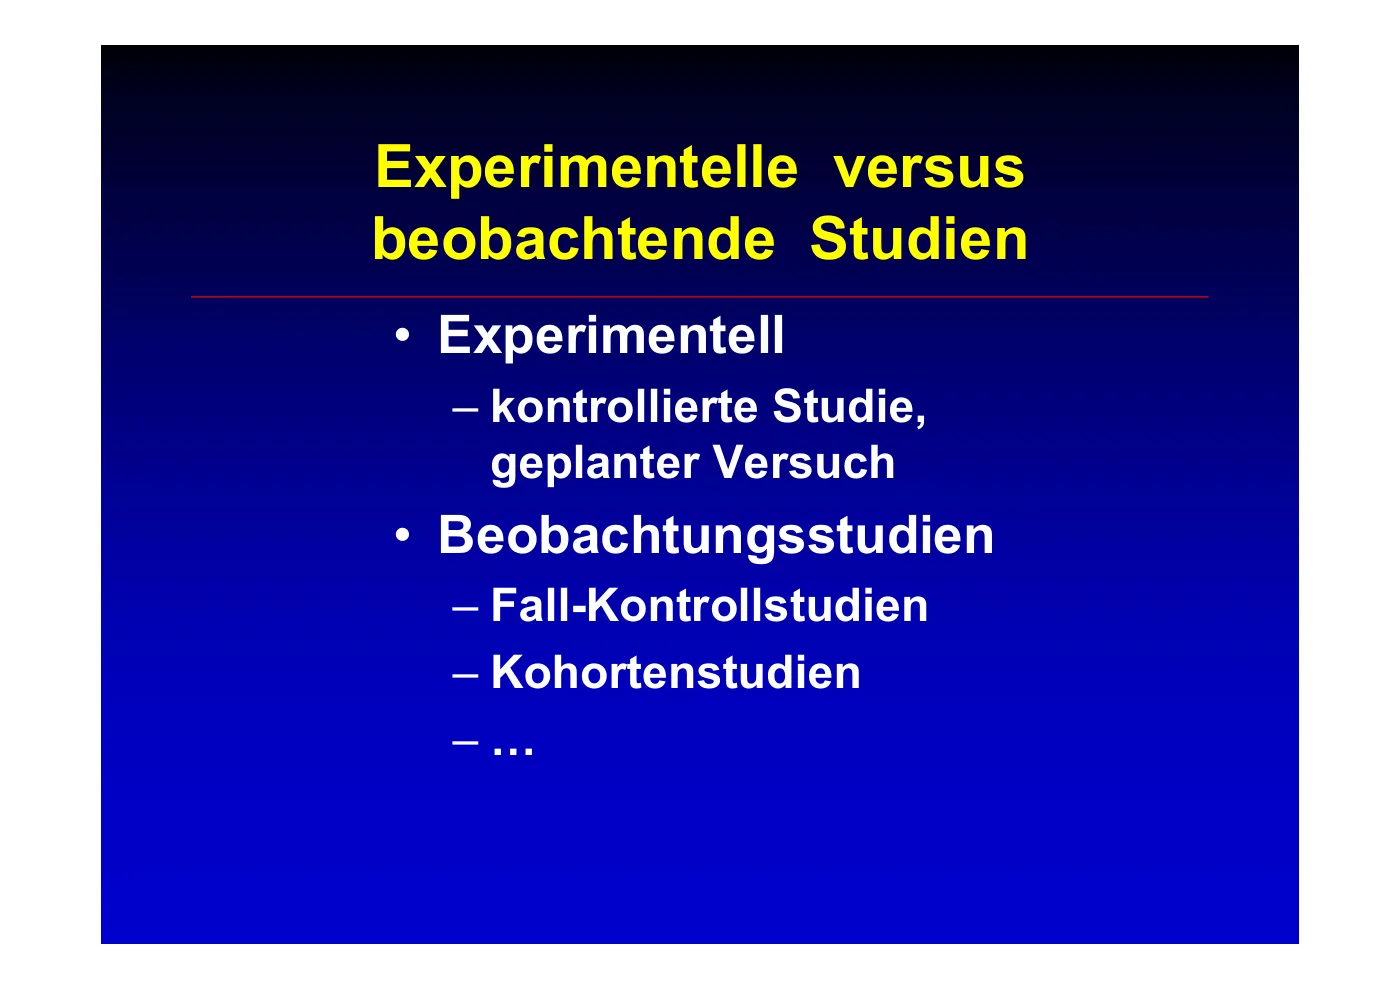 Experimentelle versus
beobachtende Studien
• Experimentell
– kontrollierte Studie,
geplanter Versuch
• Beobachtungsstudien
– Fall-Kontrollstudien
– Kohortenstudien
– …